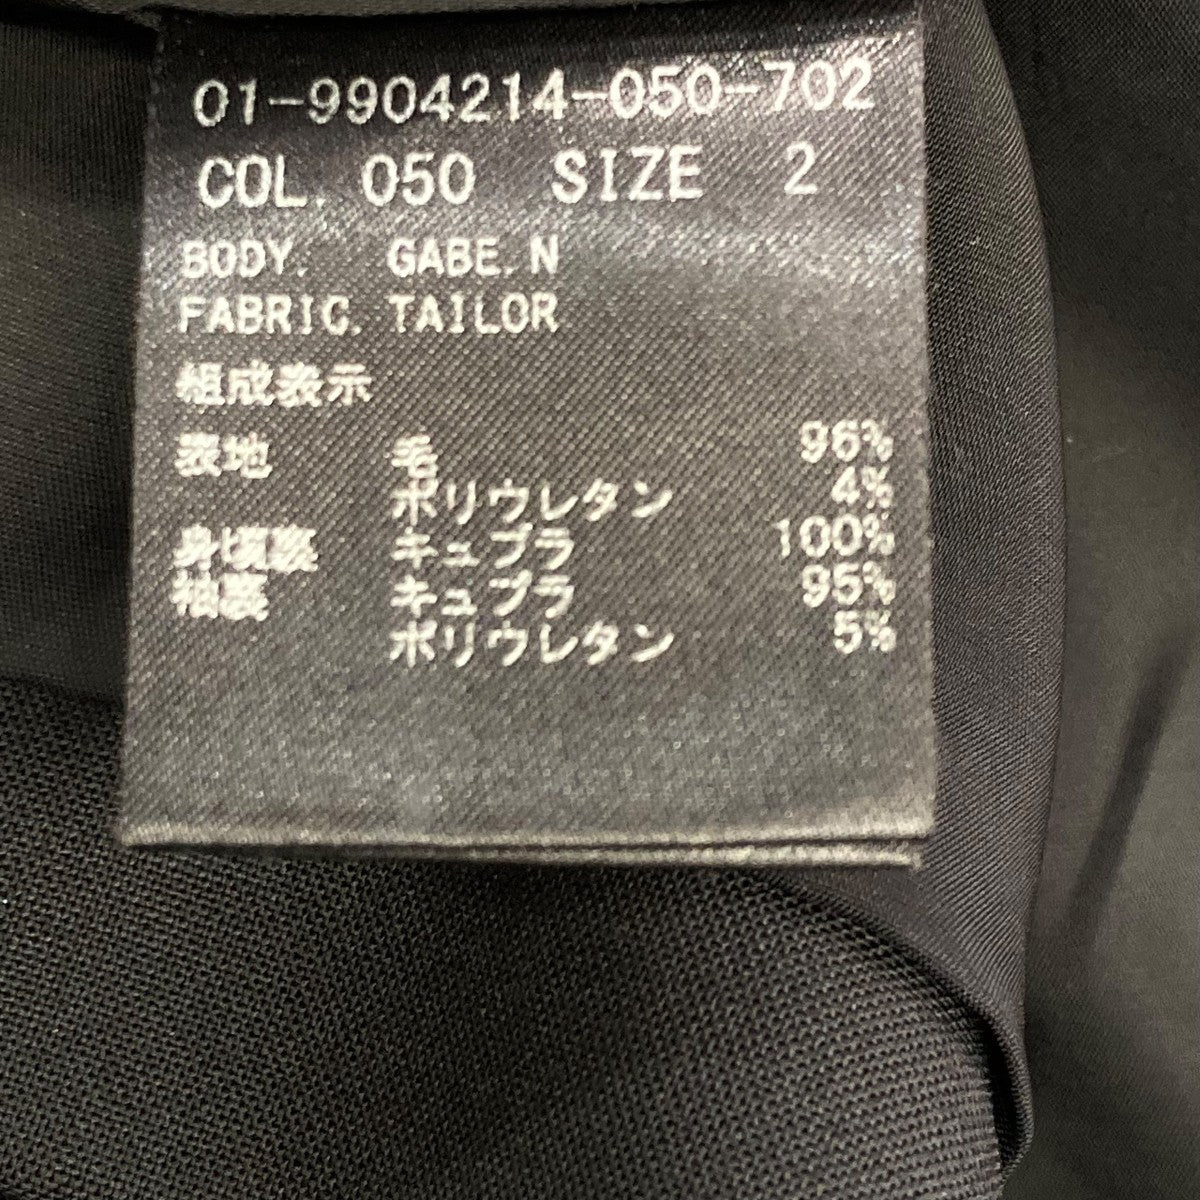 01-9904214-050-702
COL. 050 SIZE 2
BODY. GABE.N
FABRIC. TAILOR
組成表示
表地 毛 96%
ポリウレタン 4%
身頃裏 キュプラ 100%
袖裏 キュプラ 95%
ポリウレタン 5%